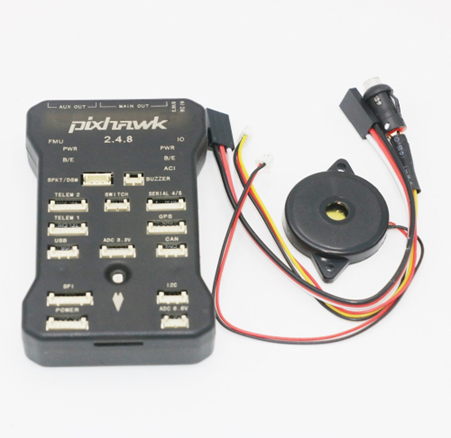 AUX OUT MAIN OUT
pixhawk
2.4.8
FMU IO
PWR PWR
B/E B/E
ACI
SPKT/DSM BUZZER
TELEM 2 SWITCH SERIAL 4/5
TELEM 1 GPS
USB ADC 3.3V CAN
SPI I2C
POWER ADC 6.6V